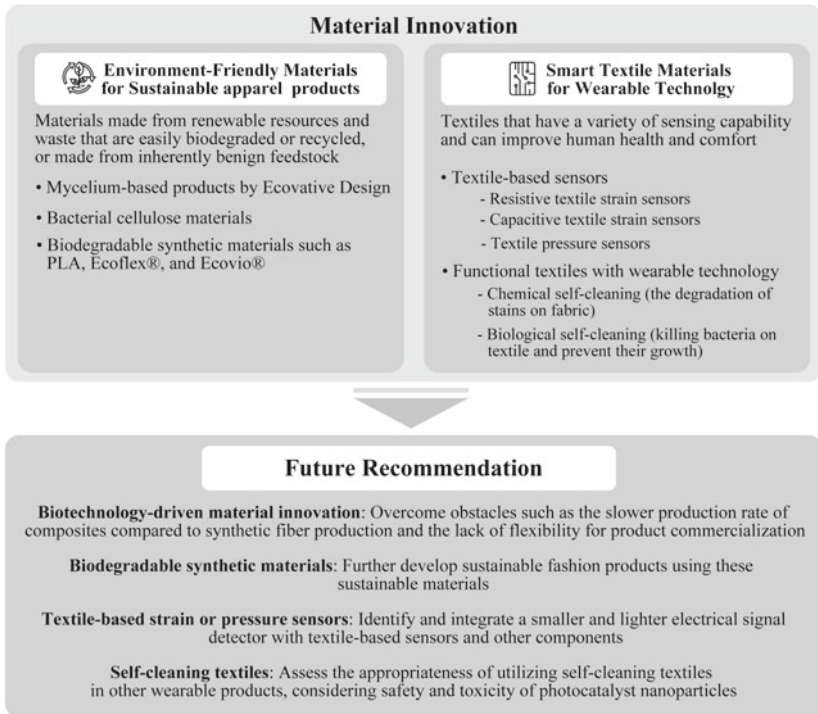 Material Innovation
Environment-Friendly Materials
for Sustainable apparel products
Materials made from renewable resources and
waste that are easily biodegraded or recycled,
or made from inherently benign feedstock
• Mycelium-based products by Ecovative Design
• Bacterial cellulose materials
• Biodegradable synthetic materials such as
PLA, Ecoflex®, and Ecovio®
Smart Textile Materials
for Wearable Technolgy
Textiles that have a variety of sensing capability
and can improve human health and comfort
• Textile-based sensors
- Resistive textile strain sensors
- Capacitive textile strain sensors
- Textile pressure sensors
• Functional textiles with wearable technology
- Chemical self-cleaning (the degradation of
stains on fabric)
- Biological self-cleaning (killing bacteria on
textile and prevent their growth)
Future Recommendation
Biotechnology-driven material innovation: Overcome obstacles such as the slower production rate of
composites compared to synthetic fiber production and the lack of flexibility for product commercialization
Biodegradable synthetic materials: Further develop sustainable fashion products using these
sustainable materials
Textile-based strain or pressure sensors: Identify and integrate a smaller and lighter electrical signal
detector with textile-based sensors and other components
Self-cleaning textiles: Assess the appropriateness of utilizing self-cleaning textiles
in other wearable products, considering safety and toxicity of photocatalyst nanoparticles